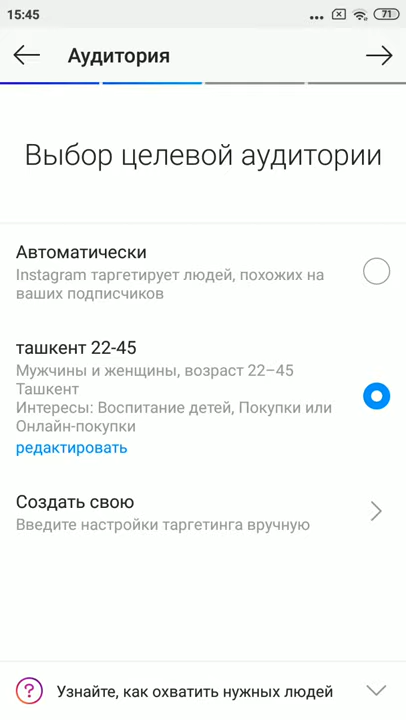 15:45
71
Аудитория
Выбор целевой аудитории
Автоматически
Instagram таргетирует людей, похожих на
ваших подписчиков
ташкент 22-45
Мужчины и женщины, возраст 22–45
Ташкент
Интересы: Воспитание детей, Покупки или
Онлайн-покупки
редактировать
Создать свою
Введите настройки таргетинга вручную
Узнайте, как охватить нужных людей